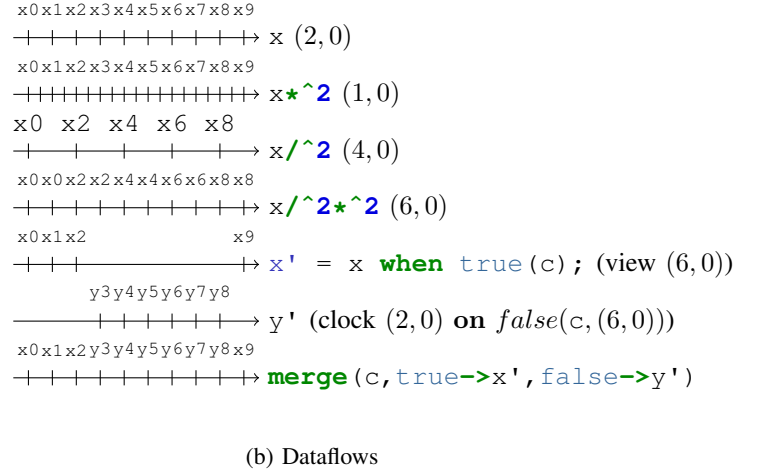 x0x1x2x3x4x5x6x7x8x9
x (2, 0)
x0x1x2x3x4x5x6x7x8x9
x*^2 (1, 0)
x0 x2 x4 x6 x8
x/^2 (4, 0)
x0x0x2x2x4x4x6x6x8x8
x/^2*^2 (6, 0)
x0x1x2 x9
x' = x when true(c); (view (6, 0))
y3y4y5y6y7y8
y' (clock (2, 0) on false(c, (6, 0)))
x0x1x2y3y4y5y6y7y8x9
merge(c,true->x',false->y')
(b) Dataflows